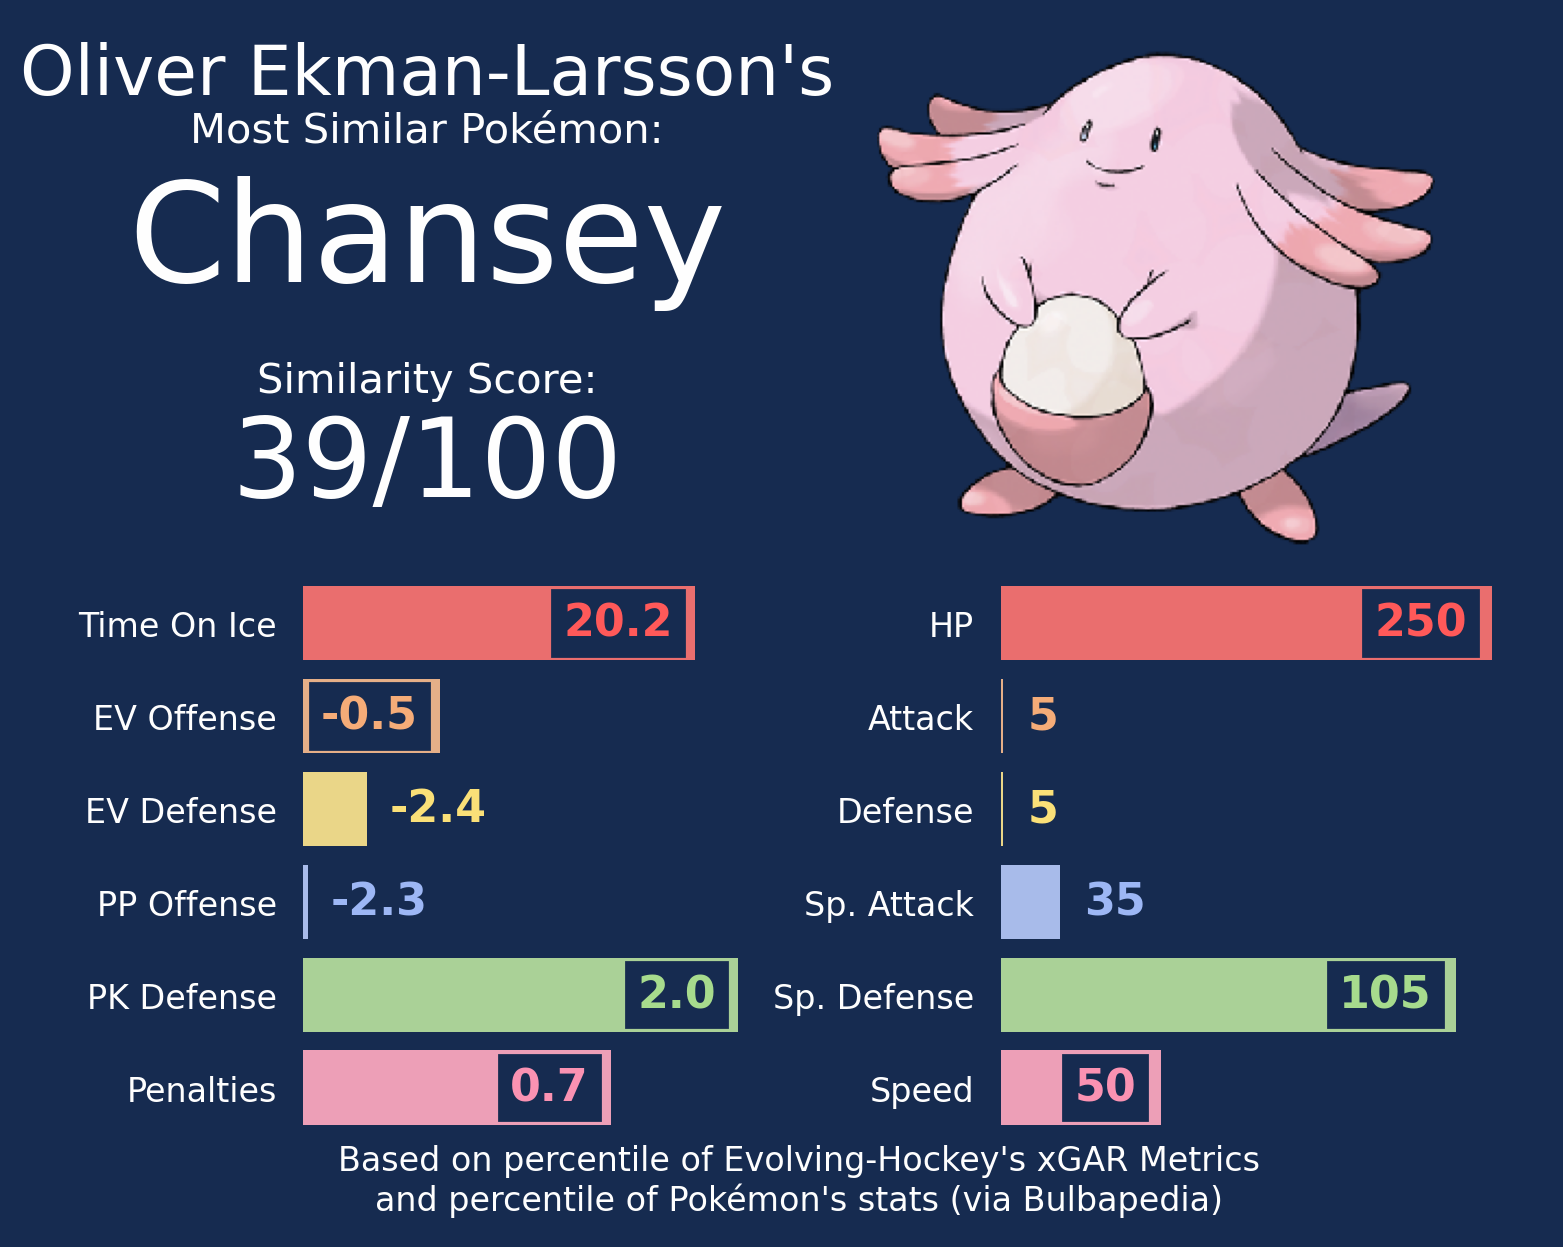 Oliver Ekman-Larsson's
Most Similar Pokémon:
Chansey
Similarity Score:
39/100
Time On Ice 20.2
EV Offense -0.5
EV Defense -2.4
PP Offense -2.3
PK Defense 2.0
Penalties 0.7
HP 250
Attack 5
Defense 5
Sp. Attack 35
Sp. Defense 105
Speed 50
Based on percentile of Evolving-Hockey's xGAR Metrics
and percentile of Pokémon's stats (via Bulbapedia)